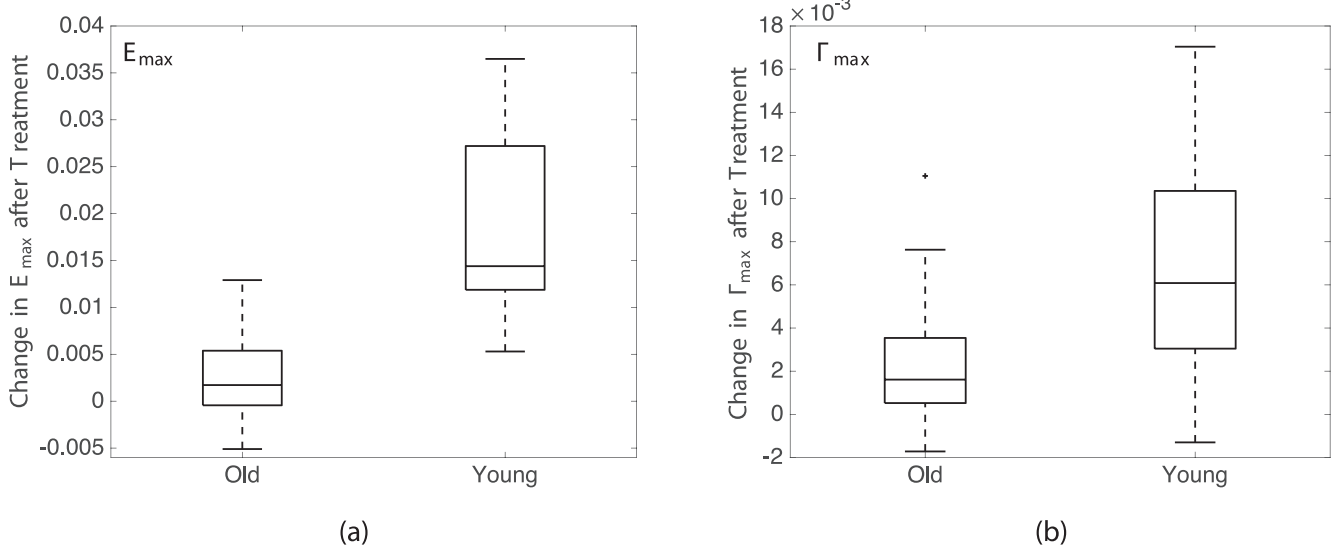 0.04
E max
0.035
0.03
0.025
0.02
0.015
0.01
0.005
0
-0.005
Change in E max after T reatment
Old Young
(a)
18 × 10-3
Γ max
16
14
12
10
8
6
4
2
0
-2
Change in Γmax after Treatment
Old Young
(b)